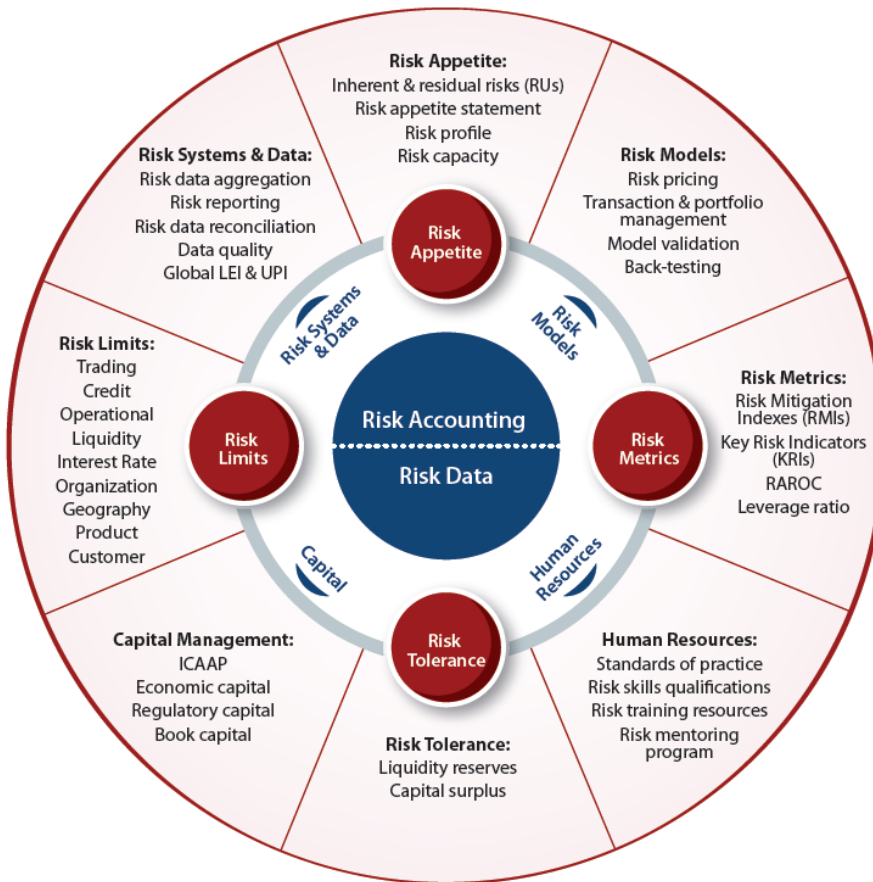 Risk Appetite:
Inherent & residual risks (RUs)
Risk appetite statement
Risk profile
Risk capacity
Risk Models:
Risk pricing
Transaction & portfolio
management
Model validation
Back-testing
Risk Metrics:
Risk Mitigation
Indexes (RMIs)
Key Risk Indicators
(KRIs)
RAROC
Leverage ratio
Human Resources:
Standards of practice
Risk skills qualifications
Risk training resources
Risk mentoring
program
Risk Tolerance:
Liquidity reserves
Capital surplus
Capital Management:
ICAAP
Economic capital
Regulatory capital
Book capital
Risk Limits:
Trading
Credit
Operational
Liquidity
Interest Rate
Organization
Geography
Product
Customer
Risk Systems & Data:
Risk data aggregation
Risk reporting
Risk data reconciliation
Data quality
Global LEI & UPI
Risk
Appetite
Risk
Models
Risk
Metrics
Human
Resources
Risk
Tolerance
Capital
Risk
Limits
Risk Systems
& Data
Risk Accounting
Risk Data